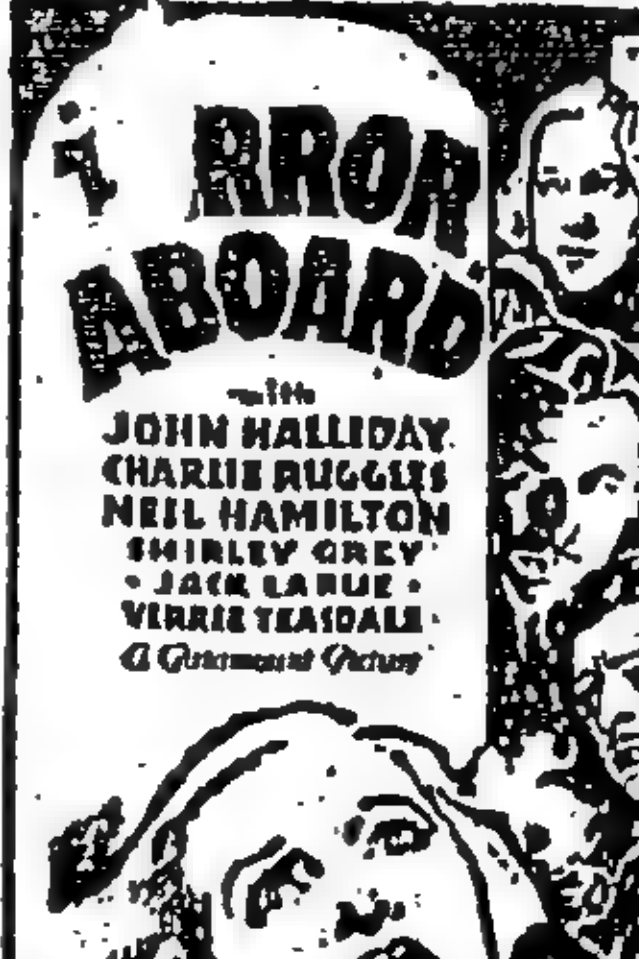 RROR
ABOARD
with
JOHN HALLIDAY
CHARLIE RUGGLES
NEIL HAMILTON
SHIRLEY GREY
• JACK LA RUE •
VERREE TEASDALE
A Paramount Picture